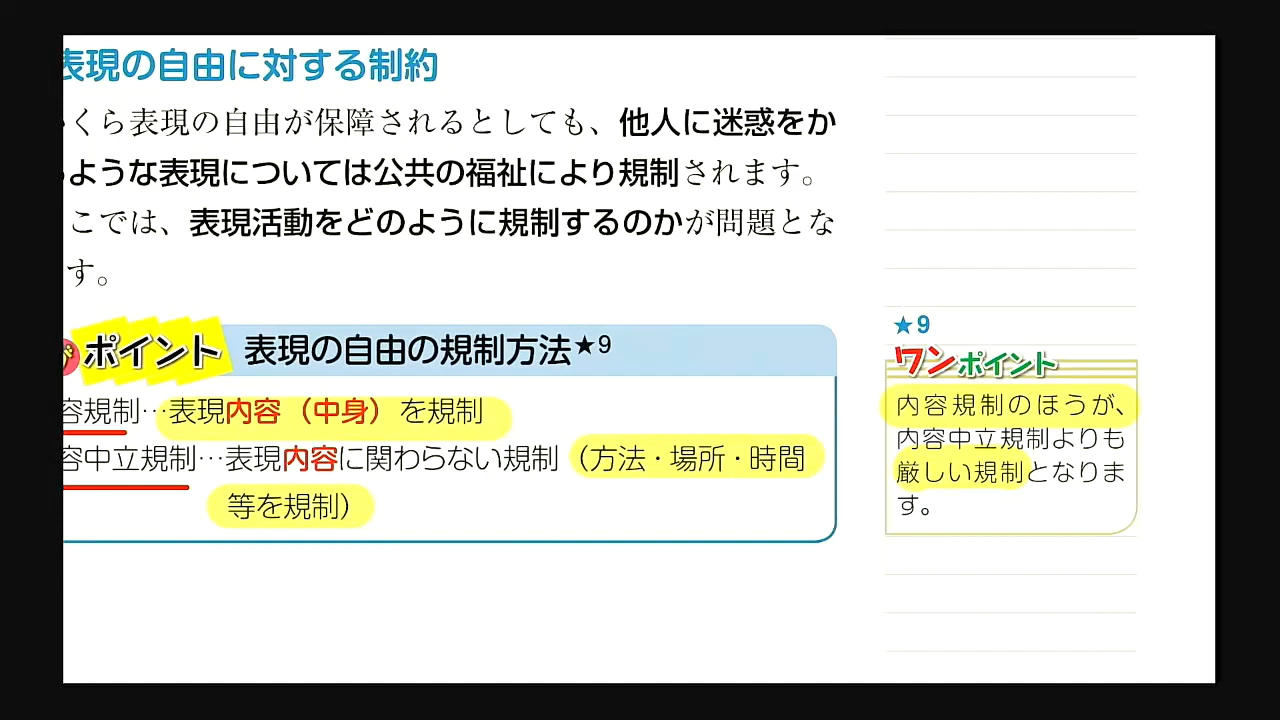 表現の自由に対する制約
くら表現の自由が保障されるとしても、他人に迷惑をか
ような表現については公共の福祉により規制されます。
こでは、表現活動をどのように規制するのかが問題とな
す。
ポイント 表現の自由の規制方法★9
容規制…表現内容（中身）を規制
容中立規制…表現内容に関わらない規制（方法・場所・時間
等を規制）
★9
ワンポイント
内容規制のほうが、
内容中立規制よりも
厳しい規制となりま
す。